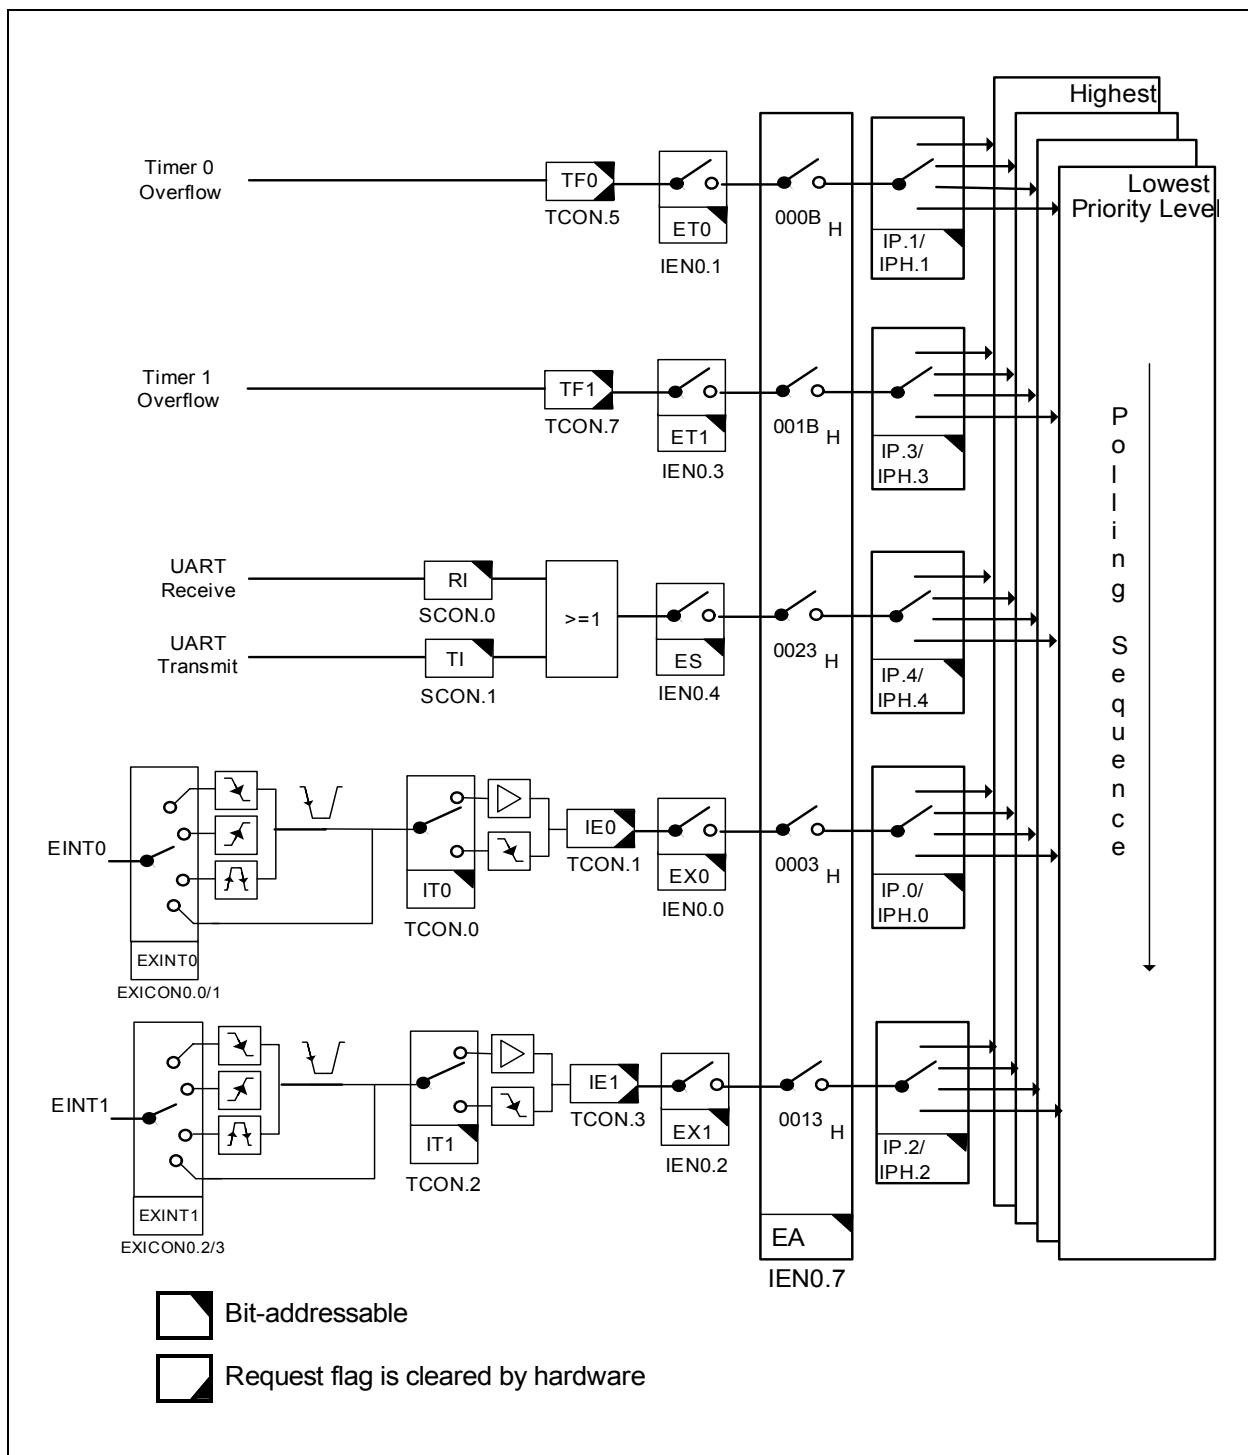 Highest
Lowest
Priority Level
Timer 0
Overflow
TF0
TCON.5
ET0
IEN0.1
000B H
IP.1/
IPH.1
Timer 1
Overflow
TF1
TCON.7
ET1
IEN0.3
001B H
IP.3/
IPH.3
Polling Sequence
UART
Receive
RI
SCON.0
UART
Transmit
TI
SCON.1
>=1
ES
IEN0.4
0023 H
IP.4/
IPH.4
EINT0
EXINT0
EXICON0.0/1
IT0
TCON.0
IE0
TCON.1
EX0
IEN0.0
0003 H
IP.0/
IPH.0
EINT1
EXINT1
EXICON0.2/3
IT1
TCON.2
IE1
TCON.3
EX1
IEN0.2
0013 H
IP.2/
IPH.2
EA
IEN0.7
Bit-addressable
Request flag is cleared by hardware